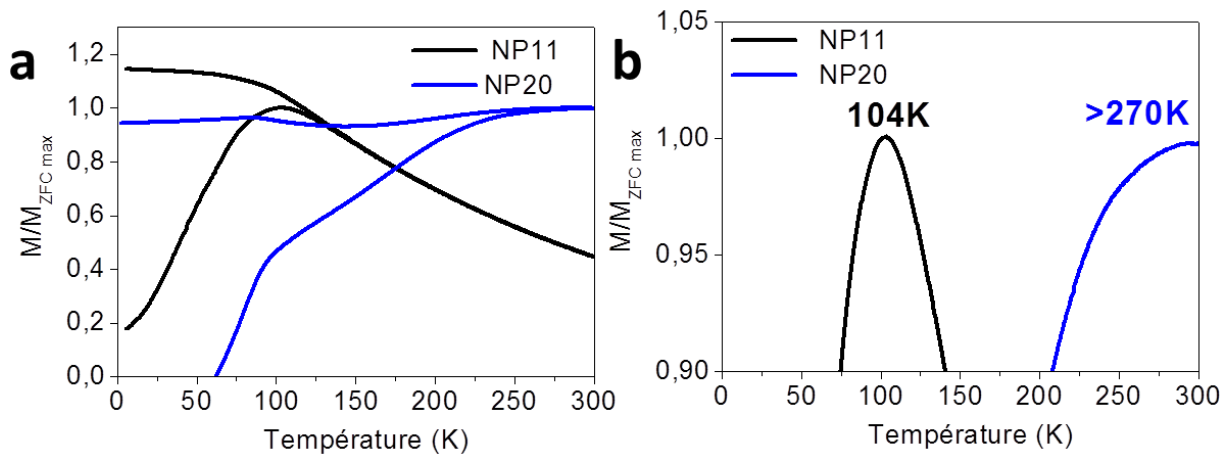 a
NP11
NP20
1,2
1,0
0,8
0,6
0,4
0,2
0,0
M/M ZFC max
0 50 100 150 200 250 300
Température (K)
b
NP11
NP20
104K
>270K
1,05
1,00
0,95
0,90
M/M ZFC max
0 50 100 150 200 250 300
Température (K)